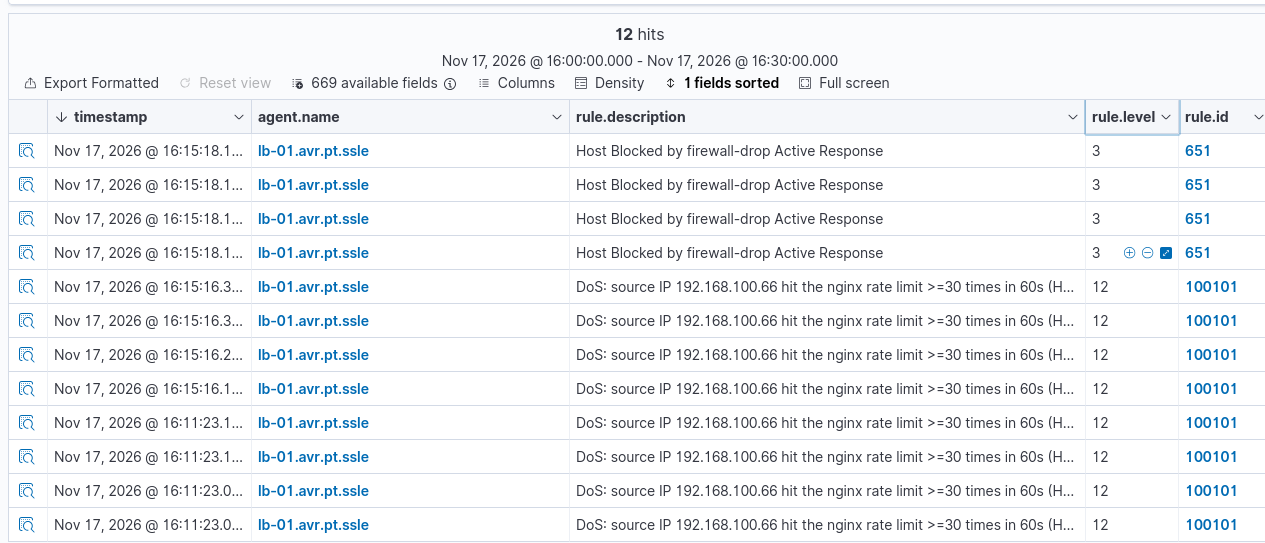 12 hits
Nov 17, 2026 @ 16:00:00.000 - Nov 17, 2026 @ 16:30:00.000
Export Formatted Reset view 669 available fields Columns Density 1 fields sorted Full screen
timestamp agent.name rule.description rule.level rule.id
Nov 17, 2026 @ 16:15:18.1... lb-01.avr.pt.ssle Host Blocked by firewall-drop Active Response 3 651
Nov 17, 2026 @ 16:15:18.1... lb-01.avr.pt.ssle Host Blocked by firewall-drop Active Response 3 651
Nov 17, 2026 @ 16:15:18.1... lb-01.avr.pt.ssle Host Blocked by firewall-drop Active Response 3 651
Nov 17, 2026 @ 16:15:18.1... lb-01.avr.pt.ssle Host Blocked by firewall-drop Active Response 3 651
Nov 17, 2026 @ 16:15:16.3... lb-01.avr.pt.ssle DoS: source IP 192.168.100.66 hit the nginx rate limit >=30 times in 60s (H... 12 100101
Nov 17, 2026 @ 16:15:16.3... lb-01.avr.pt.ssle DoS: source IP 192.168.100.66 hit the nginx rate limit >=30 times in 60s (H... 12 100101
Nov 17, 2026 @ 16:15:16.2... lb-01.avr.pt.ssle DoS: source IP 192.168.100.66 hit the nginx rate limit >=30 times in 60s (H... 12 100101
Nov 17, 2026 @ 16:15:16.1... lb-01.avr.pt.ssle DoS: source IP 192.168.100.66 hit the nginx rate limit >=30 times in 60s (H... 12 100101
Nov 17, 2026 @ 16:11:23.1... lb-01.avr.pt.ssle DoS: source IP 192.168.100.66 hit the nginx rate limit >=30 times in 60s (H... 12 100101
Nov 17, 2026 @ 16:11:23.1... lb-01.avr.pt.ssle DoS: source IP 192.168.100.66 hit the nginx rate limit >=30 times in 60s (H... 12 100101
Nov 17, 2026 @ 16:11:23.0... lb-01.avr.pt.ssle DoS: source IP 192.168.100.66 hit the nginx rate limit >=30 times in 60s (H... 12 100101
Nov 17, 2026 @ 16:11:23.0... lb-01.avr.pt.ssle DoS: source IP 192.168.100.66 hit the nginx rate limit >=30 times in 60s (H... 12 100101